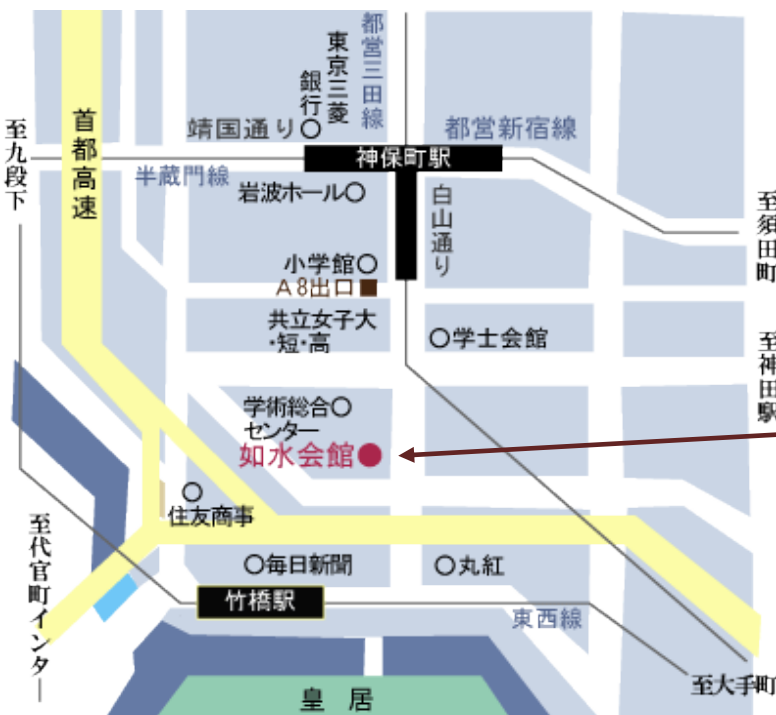 都営三田線
東京三菱
銀行
靖国通り
都営新宿線
首都高速
至九段下
神保町駅
半蔵門線
岩波ホール
白山通り
至須田町
小学館
A8出口
共立女子大
・短・高
学士会館
至神田駅
学術総合
センター
如水会館
住友商事
至代官町インター
毎日新聞
丸紅
竹橋駅
東西線
至大手町
皇居